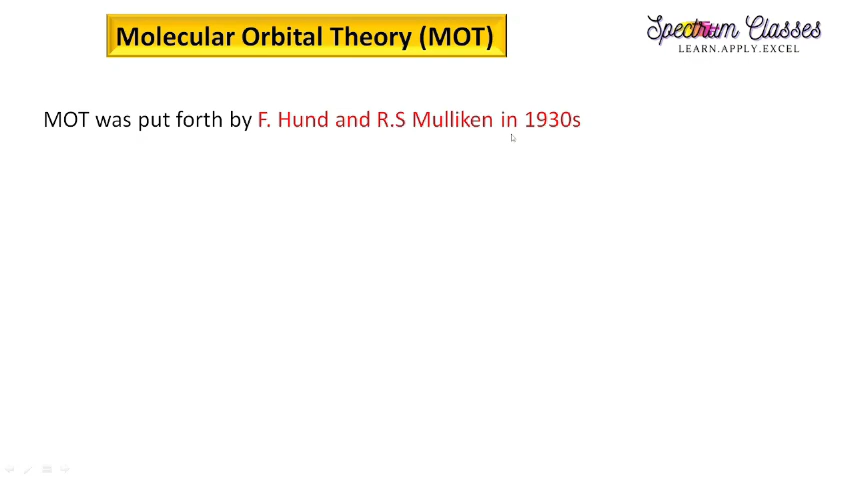 Molecular Orbital Theory (MOT)
Spectrum Classes
LEARN.APPLY.EXCEL
MOT was put forth by F. Hund and R.S Mulliken in 1930s